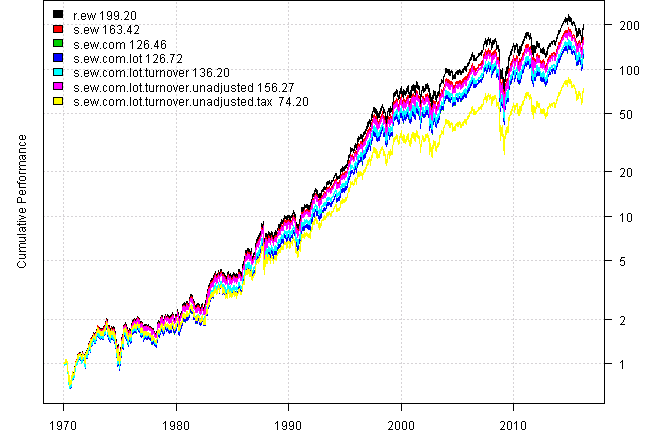 r.ew 199.20
s.ew 163.42
s.ew.com 126.46
s.ew.com.lot 126.72
s.ew.com.lot.turnover 136.20
s.ew.com.lot.turnover.unadjusted 156.27
s.ew.com.lot.turnover.unadjusted.tax 74.20
Cumulative Performance
200
100
50
20
10
5
2
1
1970 1980 1990 2000 2010